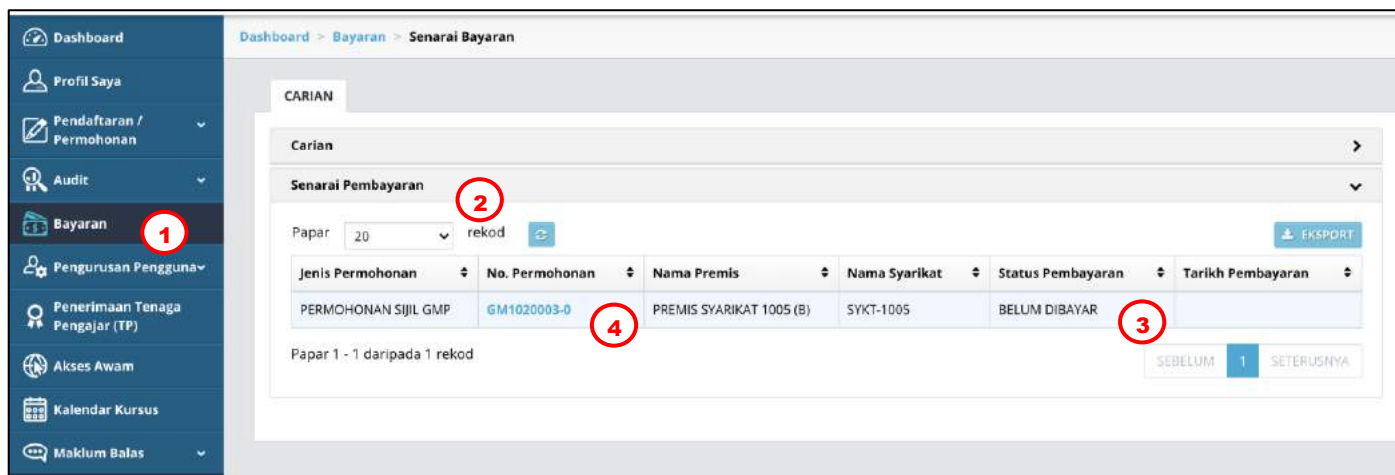 Dashboard
Profil Saya
Pendaftaran /
Permohonan
Audit
Bayaran
1
Pengurusan Pengguna
Penerimaan Tenaga
Pengajar (TP)
Akses Awam
Kalendar Kursus
Maklum Balas
Dashboard > Bayaran > Senarai Bayaran
CARIAN
Carian
Senarai Pembayaran
2
Papar 20 rekod
EKSPORT
Jenis Permohonan No. Permohonan Nama Premis Nama Syarikat Status Pembayaran Tarikh Pembayaran
PERMOHONAN SIJIL GMP GM1020003-0 PREMIS SYARIKAT 1005 (B) SYKT-1005 BELUM DIBAYAR
4
3
Papar 1 - 1 daripada 1 rekod
SEBELUM 1 SETERUSNYA